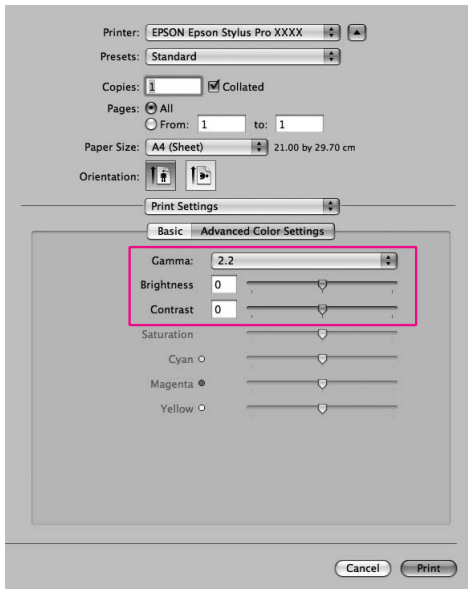 Printer: EPSON Epson Stylus Pro XXXX
Presets: Standard
Copies: 1 Collated
Pages: All
From: 1 to: 1
Paper Size: A4 (Sheet) 21.00 by 29.70 cm
Orientation:
Print Settings
Basic Advanced Color Settings
Gamma: 2.2
Brightness 0
Contrast 0
Saturation
Cyan
Magenta
Yellow
Cancel Print